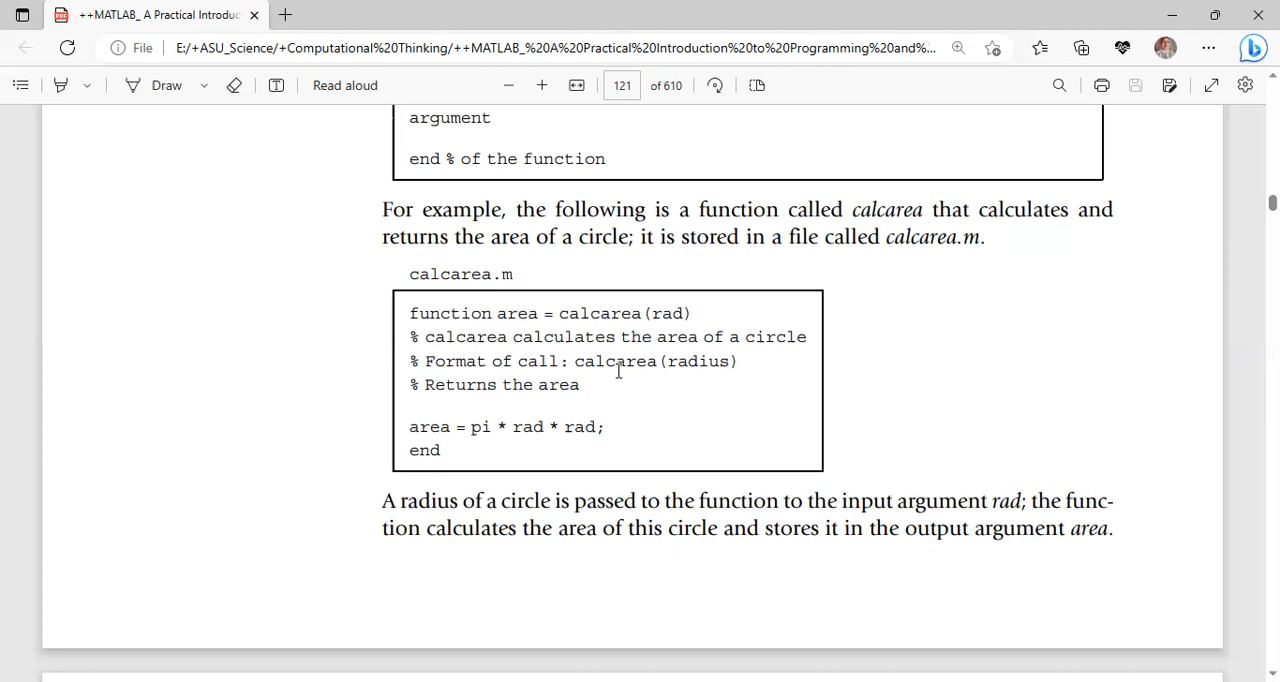 ++MATLAB_ A Practical Introduc
File
E:/+ASU_Science/+Computational%20Thinking/++MATLAB_%20A%20Practical%20Introduction%20to%20Programming%20and%...
Draw
Read aloud
121 of 610
argument
end % of the function
For example, the following is a function called calcarea that calculates and
returns the area of a circle; it is stored in a file called calcarea.m.
calcarea.m
function area = calcarea(rad)
% calcarea calculates the area of a circle
% Format of call: calcarea(radius)
% Returns the area
area = pi * rad * rad;
end
A radius of a circle is passed to the function to the input argument rad; the func-
tion calculates the area of this circle and stores it in the output argument area.